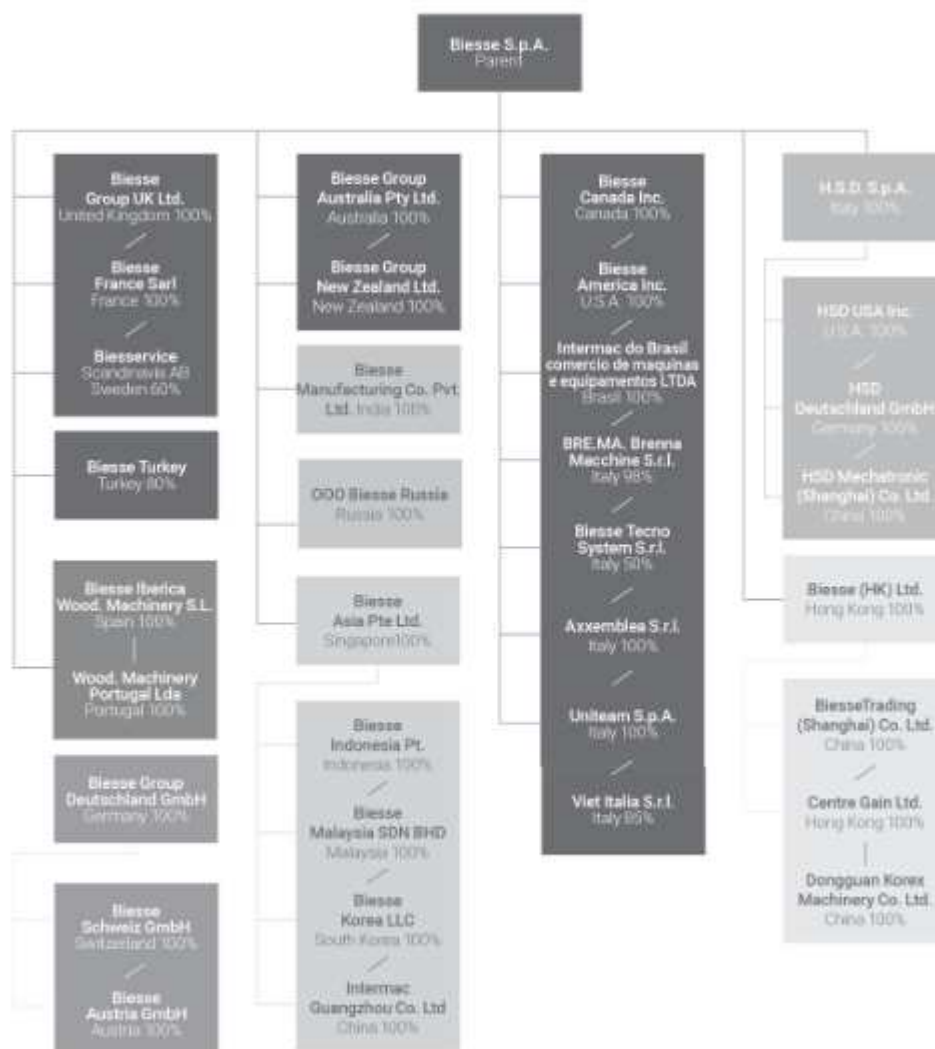 Biesse S.p.A.
Parent
Biesse
Group UK Ltd.
United Kingdom 100%
Biesse
France Sarl
France 100%
Biesservice
Scandinavia AB
Sweden 60%
Biesse Turkey
Turkey 80%
Biesse Iberica
Wood. Machinery S.L.
Spain 100%
Wood. Machinery
Portugal Lda
Portugal 100%
Biesse Group
Deutschland GmbH
Germany 100%
Biesse
Schweiz GmbH
Switzerland 100%
Biesse
Austria GmbH
Austria 100%
Biesse Group
Australia Pty Ltd.
Australia 100%
Biesse Group
New Zealand Ltd.
New Zealand 100%
Biesse
Manufacturing Co. Pvt.
Ltd. India 100%
OOO Biesse Russia
Russia 100%
Biesse
Asia Pte Ltd.
Singapore100%
Biesse
Indonesia Pt.
Indonesia 100%
Biesse
Malaysia SDN BHD
Malaysia 100%
Biesse
Korea LLC
South Korea 100%
Intermac
Guangzhou Co. Ltd
China 100%
Biesse
Canada Inc.
Canada 100%
Biesse
America Inc.
U.S.A. 100%
Intermac do Brasil
comercio de maquinas
e equipamentos LTDA
Brasil 100%
BRE.MA. Brenna
Macchine S.r.l.
Italy 98%
Biesse Tecno
System S.r.l.
Italy 50%
Axxemblea S.r.l.
Italy 100%
Uniteam S.p.A.
Italy 100%
Viet Italia S.r.l.
Italy 85%
H.S.D. S.p.A.
Italy 100%
HSD USA Inc.
U.S.A. 100%
HSD
Deutschland GmbH
Germany 100%
HSD Mechatronic
(Shanghai) Co. Ltd.
China 100%
Biesse (HK) Ltd.
Hong Kong 100%
BiesseTrading
(Shanghai) Co. Ltd.
China 100%
Centre Gain Ltd.
Hong Kong 100%
Dongguan Korex
Machinery Co. Ltd.
China 100%